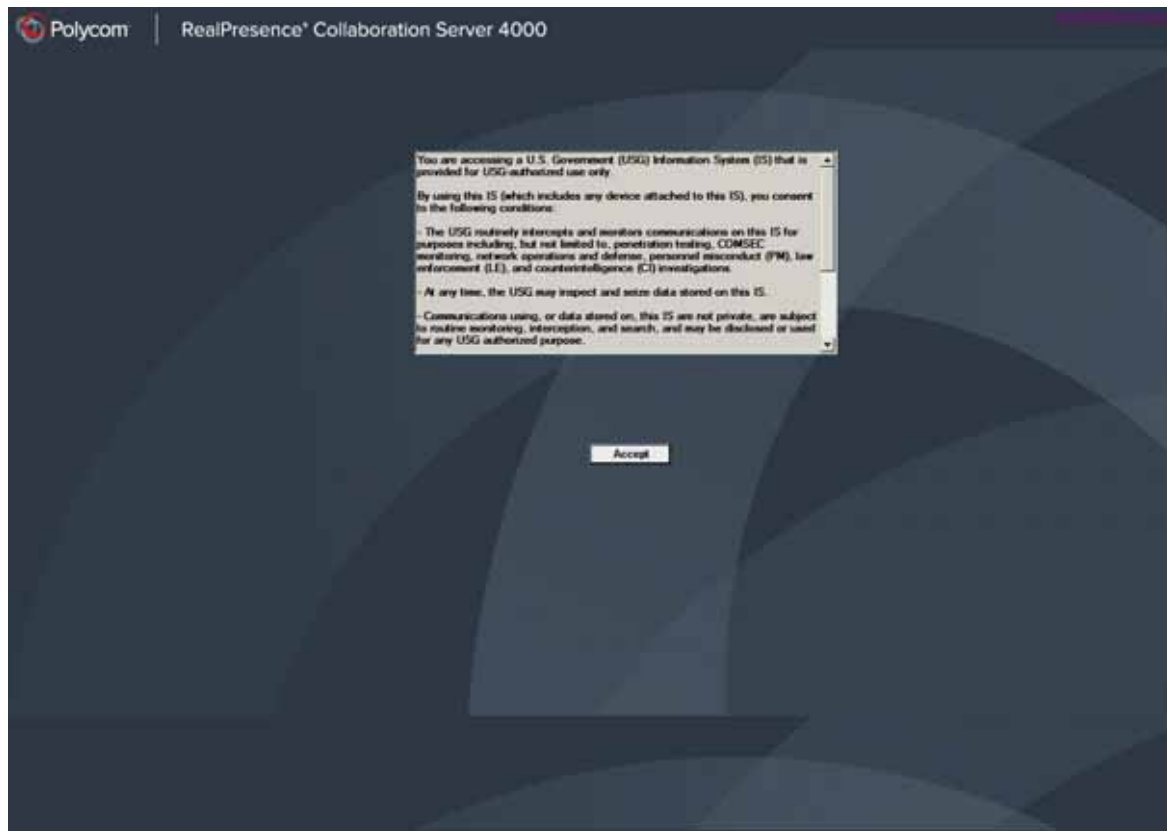 Polycom
RealPresence® Collaboration Server 4000
You are accessing a U.S. Government (USG) Information System (IS) that is
provided for USG-authorized use only.
By using this IS (which includes any device attached to this IS), you consent
to the following conditions:
- The USG routinely intercepts and monitors communications on this IS for
purposes including, but not limited to, penetration testing, COMSEC
monitoring, network operations and defense, personnel misconduct (PM), law
enforcement (LE), and counterintelligence (CI) investigations.
- At any time, the USG may inspect and seize data stored on this IS.
- Communications using, or data stored on, this IS are not private, are subject
to routine monitoring, interception, and search, and may be disclosed or used
for any USG authorized purpose.
Accept